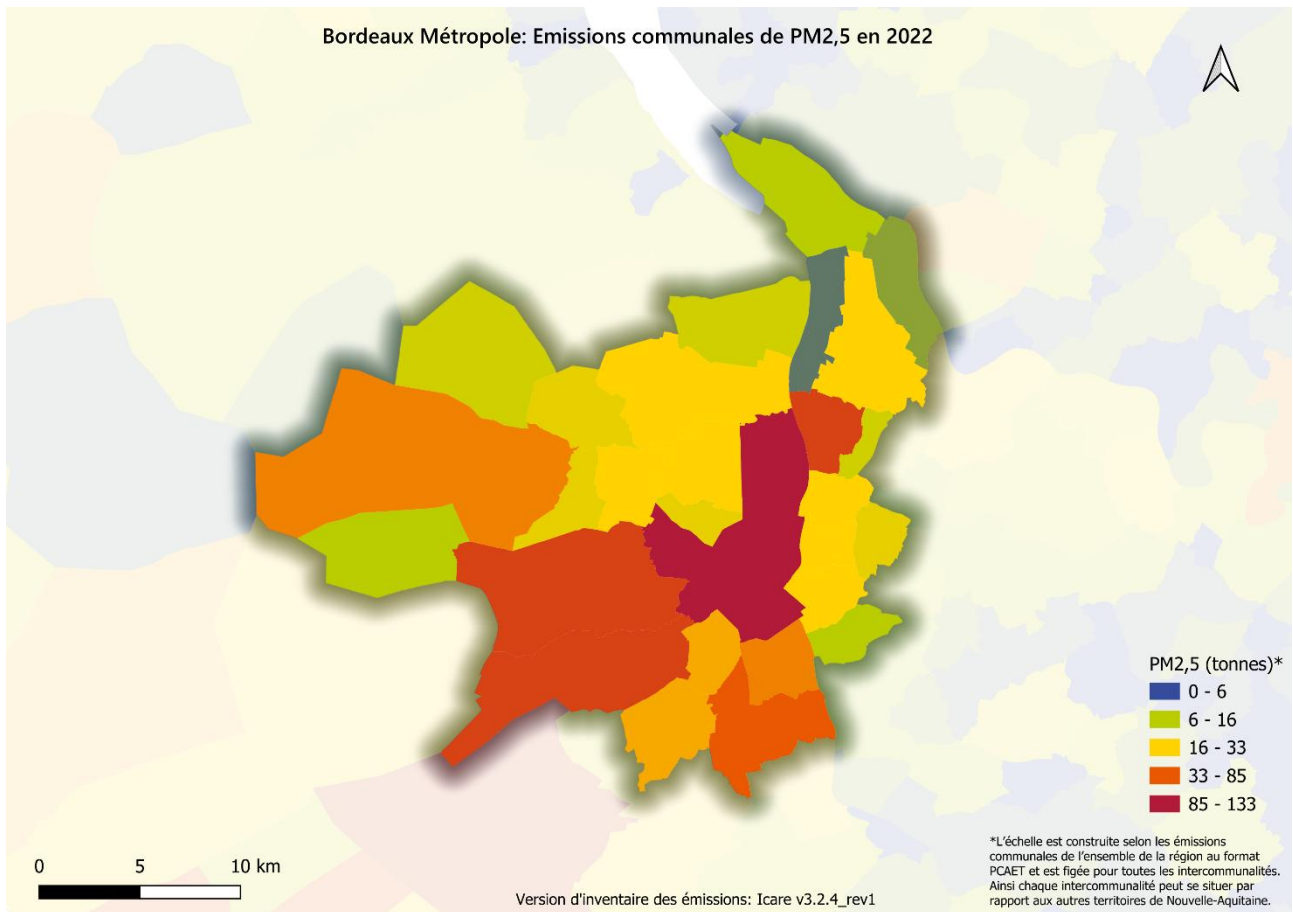 Bordeaux Métropole: Emissions communales de PM2,5 en 2022
PM2,5 (tonnes)*
0 - 6
6 - 16
16 - 33
33 - 85
85 - 133
*L'échelle est construite selon les émissions
communales de l'ensemble de la région au format
PCAET et est figée pour toutes les intercommunalités.
Ainsi chaque intercommunalité peut se situer par
rapport aux autres territoires de Nouvelle-Aquitaine.
0 5 10 km
Version d'inventaire des émissions: Icare v3.2.4_rev1